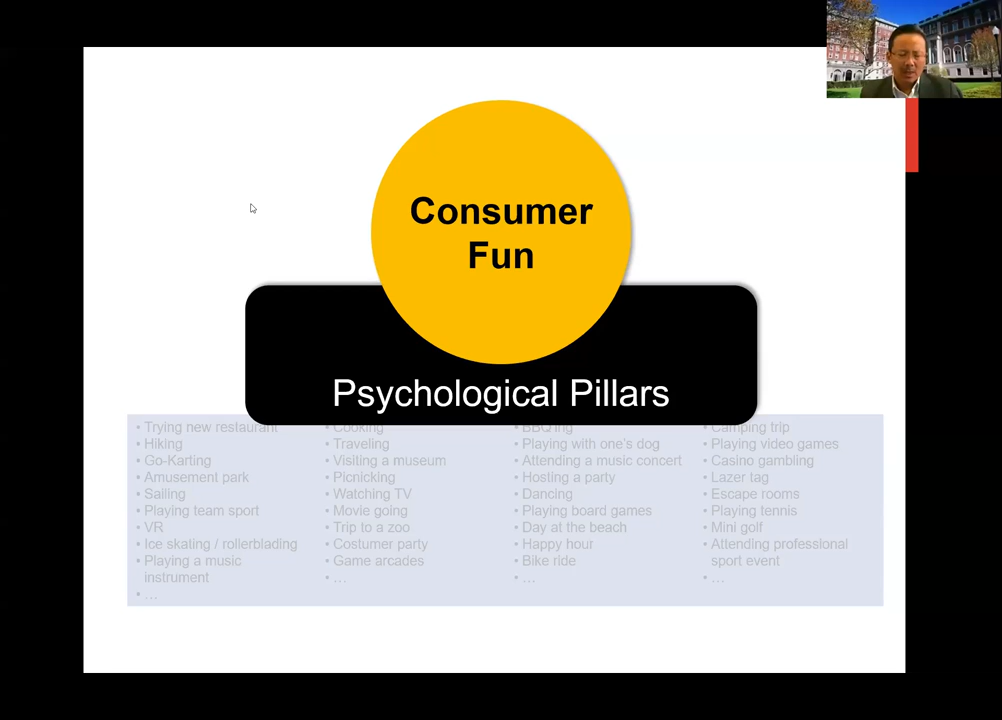 Consumer
Fun
Psychological Pillars
• Trying new restaurant
• Hiking
• Go-Karting
• Amusement park
• Sailing
• Playing team sport
• VR
• Ice skating / rollerblading
• Playing a music
instrument
• ...
• Cooking
• Traveling
• Visiting a museum
• Picnicking
• Watching TV
• Movie going
• Trip to a zoo
• Costumer party
• Game arcades
• ...
• BBQ'ing
• Playing with one's dog
• Attending a music concert
• Hosting a party
• Dancing
• Playing board games
• Day at the beach
• Happy hour
• Bike ride
• ...
• Camping trip
• Playing video games
• Casino gambling
• Lazer tag
• Escape rooms
• Playing tennis
• Mini golf
• Attending professional
sport event
• ...